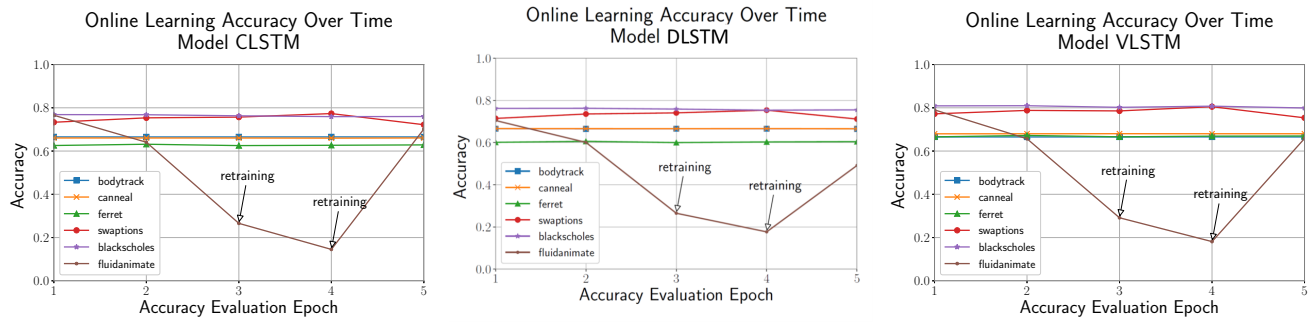 Online Learning Accuracy Over Time
Model CLSTM
1.0
0.8
0.6
0.4
0.2
0.0
Accuracy
retraining
retraining
bodytrack
canneal
ferret
swaptions
blackscholes
fluidanimate
1 2 3 4 5
Accuracy Evaluation Epoch
Online Learning Accuracy Over Time
Model DLSTM
1.0
0.8
0.6
0.4
0.2
0.0
Accuracy
retraining
retraining
bodytrack
canneal
ferret
swaptions
blackscholes
fluidanimate
1 2 3 4 5
Accuracy Evaluation Epoch
Online Learning Accuracy Over Time
Model VLSTM
1.0
0.8
0.6
0.4
0.2
0.0
Accuracy
retraining
retraining
bodytrack
canneal
ferret
swaptions
blackscholes
fluidanimate
1 2 3 4 5
Accuracy Evaluation Epoch